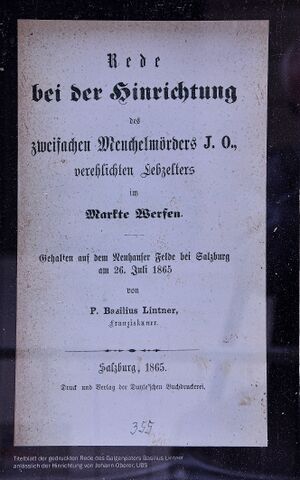 Rede
bei der Hinrichtung
des
zweifachen Meuchelmörders J. O.,
verehlichten Lebzelters
im
Markte Werfen.
Gehalten auf dem Neuhauser Felde bei Salzburg
am 26. Juli 1865
von
P. Basilius Lintner,
Franziskaner.
Salzburg, 1865.
Druck und Verlag der Duyle'schen Buchdruckerei.
355
Titelblatt der gedruckten Rede des Galgenpaters Basilius Lintner
anlässlich der Hinrichtung von Johann Oberer, UBS